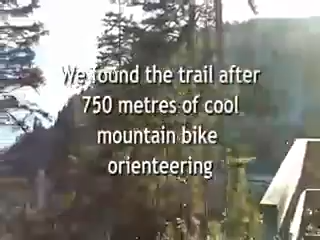 We found the trail after
750 metres of cool
mountain bike
orienteering